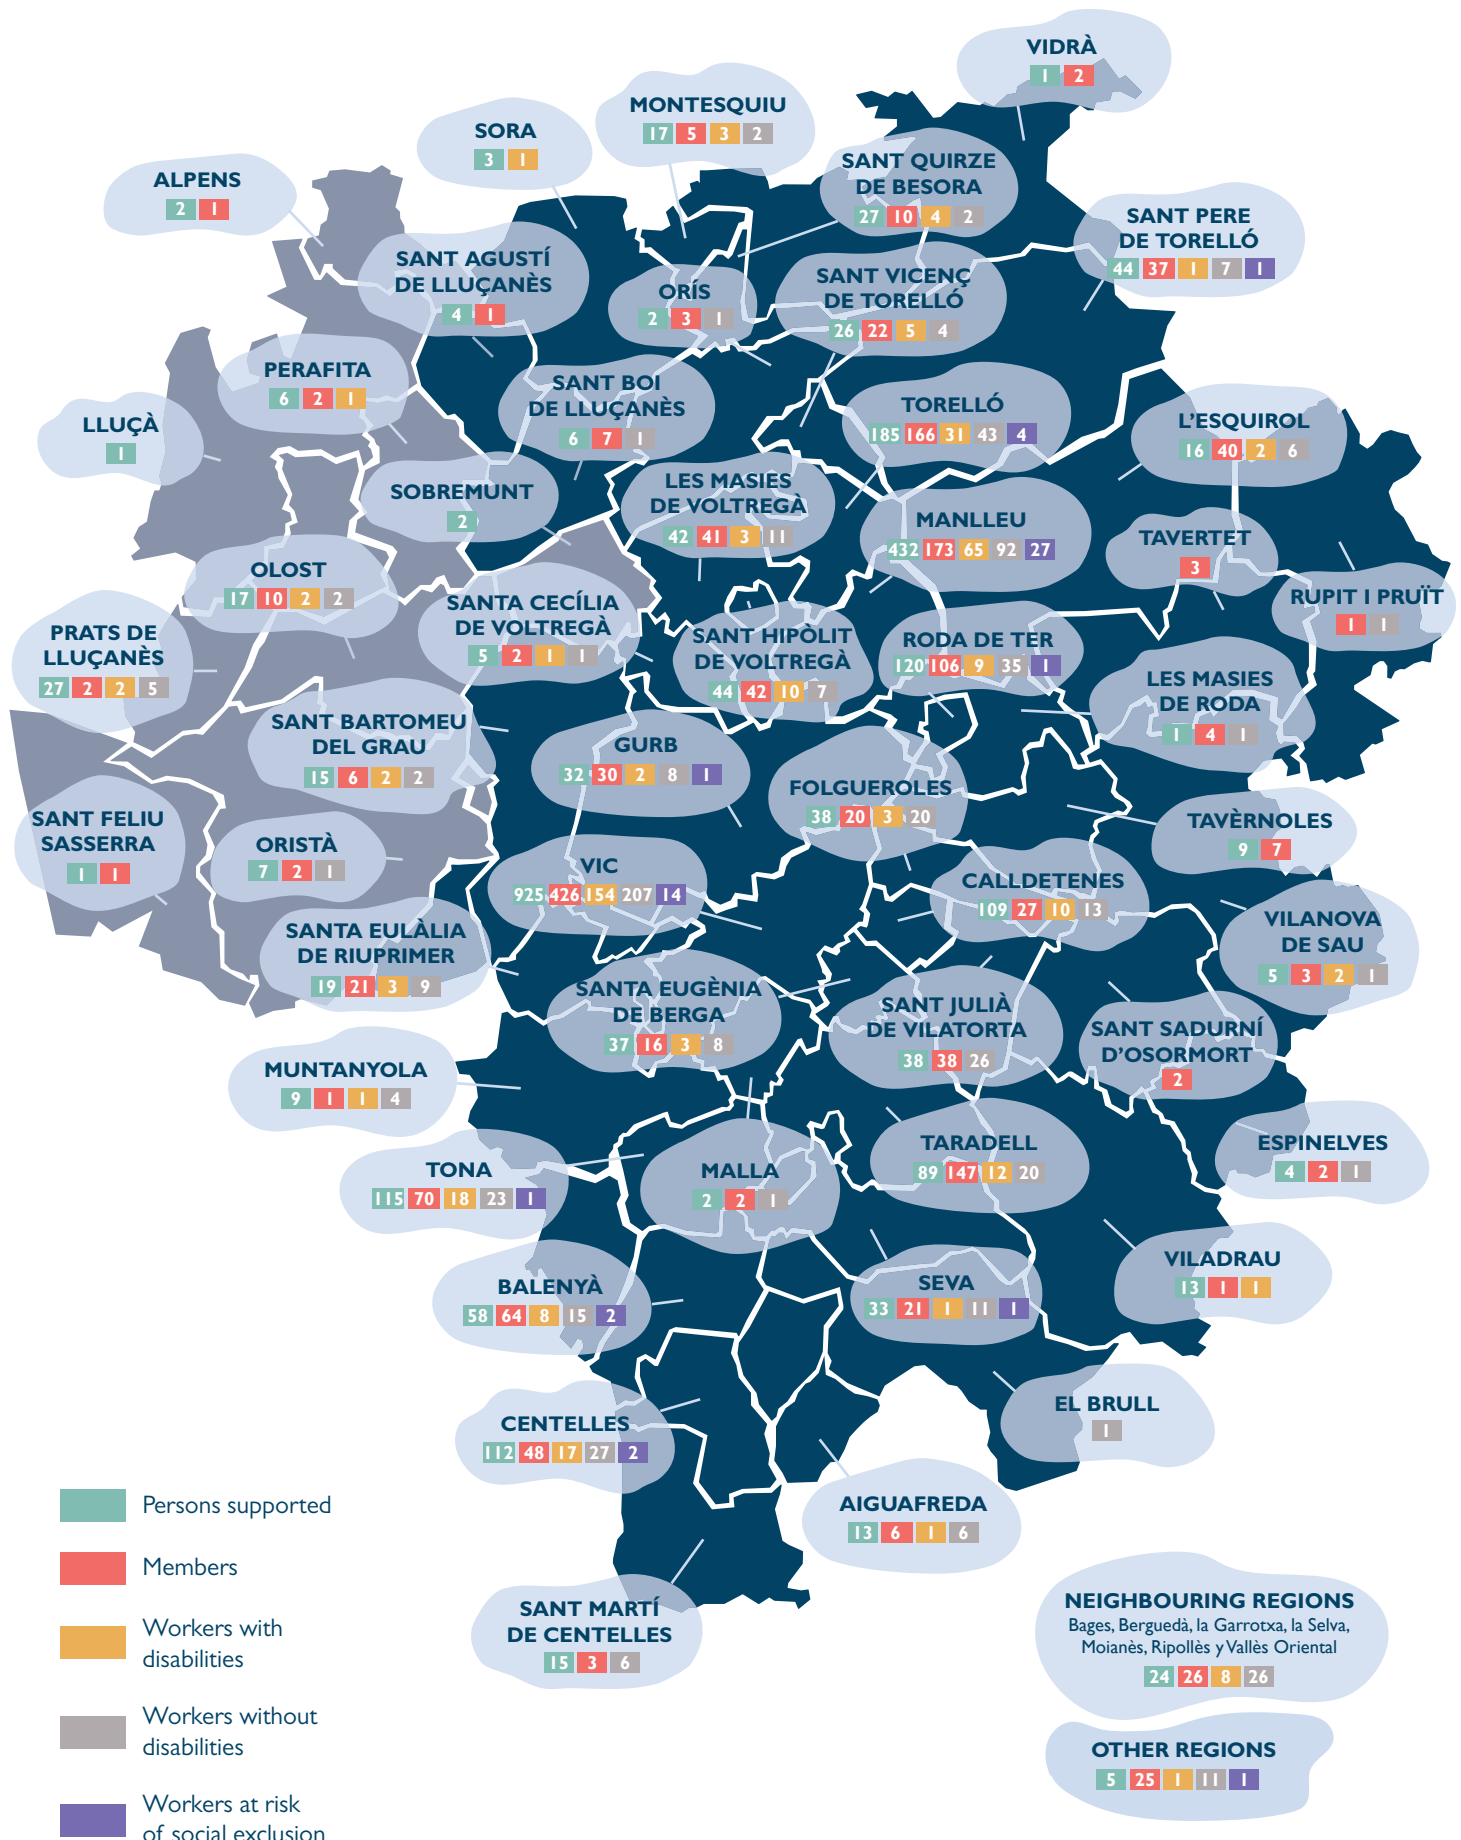 VIDRÀ
1 2
MONTESQUIU
17 5 3 2
SORA
3 1
ALPENS
2 1
SANT QUIRZE
DE BESORA
27 10 4 2
SANT PERE
DE TORELLÓ
44 37 1 7 1
SANT AGUSTÍ
DE LLUÇANÈS
4 1
ORÍS
2 3 1
SANT VICENÇ
DE TORELLÓ
26 22 5 4
PERAFITA
6 2 1
SANT BOI
DE LLUÇANÈS
6 7 1
TORELLÓ
185 166 31 43 4
L'ESQUIROL
16 40 2 6
LLUÇÀ
1
SOBREMUNT
2
LES MASIES
DE VOLTREGÀ
42 41 3 11
MANLLEU
432 173 65 92 27
TAVERTET
3
OLOST
17 10 2 2
RUPIT I PRUÏT
1 1
PRATS DE
LLUÇANÈS
27 2 2 5
SANTA CECÍLIA
DE VOLTREGÀ
5 2 1 1
SANT HIPÒLIT
DE VOLTREGÀ
44 42 10 7
RODA DE TER
120 106 9 35 1
LES MASIES
DE RODA
1 4 1
SANT BARTOMEU
DEL GRAU
15 6 2 2
GURB
32 30 2 8 1
FOLGUEROLES
38 20 3 20
SANT FELIU
SASSERRA
1 1
ORISTÀ
7 2 1
TAVÈRNOLES
9 7
VIC
925 426 154 207 14
CALLDETENES
109 27 10 13
VILANOVA
DE SAU
5 3 2 1
SANTA EULÀLIA
DE RIUPRIMER
19 21 3 9
SANTA EUGÈNIA
DE BERGA
37 16 3 8
SANT JULIÀ
DE VILATORTA
38 38 26
SANT SADURNÍ
D'OSORMORT
2
MUNTANYOLA
9 1 1 4
TARADELL
89 147 12 20
ESPINELVES
4 2 1
TONA
115 70 18 23 1
MALLA
2 2 1
VILADRAU
13 1 1
BALENYÀ
58 64 8 15 2
SEVA
33 21 1 11 1
EL BRULL
1
CENTELLES
112 48 17 27 2
AIGUAFREDA
13 6 1 6
SANT MARTÍ
DE CENTELLES
15 3 6
NEIGHBOURING REGIONS
Bages, Berguedà, la Garrotxa, la Selva,
Moianès, Ripollès y Vallès Oriental
24 26 8 26
OTHER REGIONS
5 25 1 11 1
Persons supported
Members
Workers with
disabilities
Workers without
disabilities
Workers at risk
of social exclusion